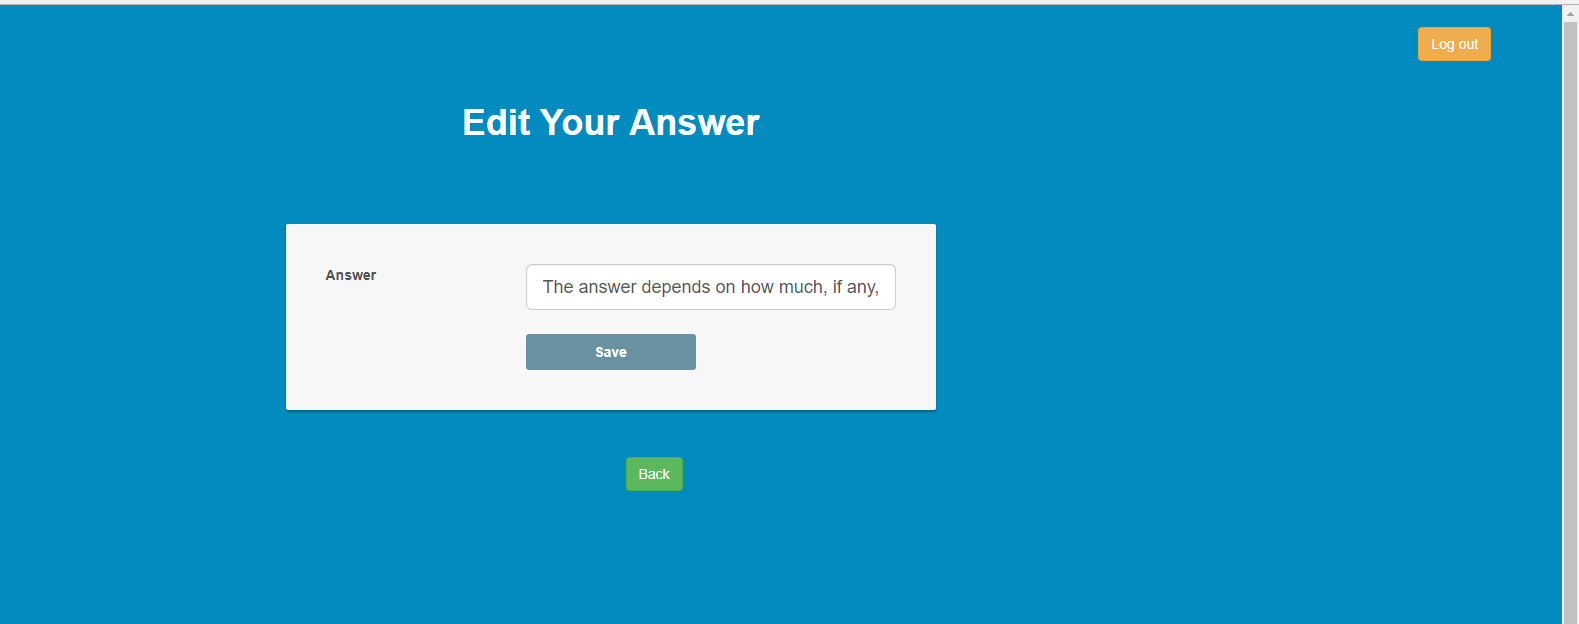 Log out
Edit Your Answer
Answer
The answer depends on how much, if any,
Save
Back